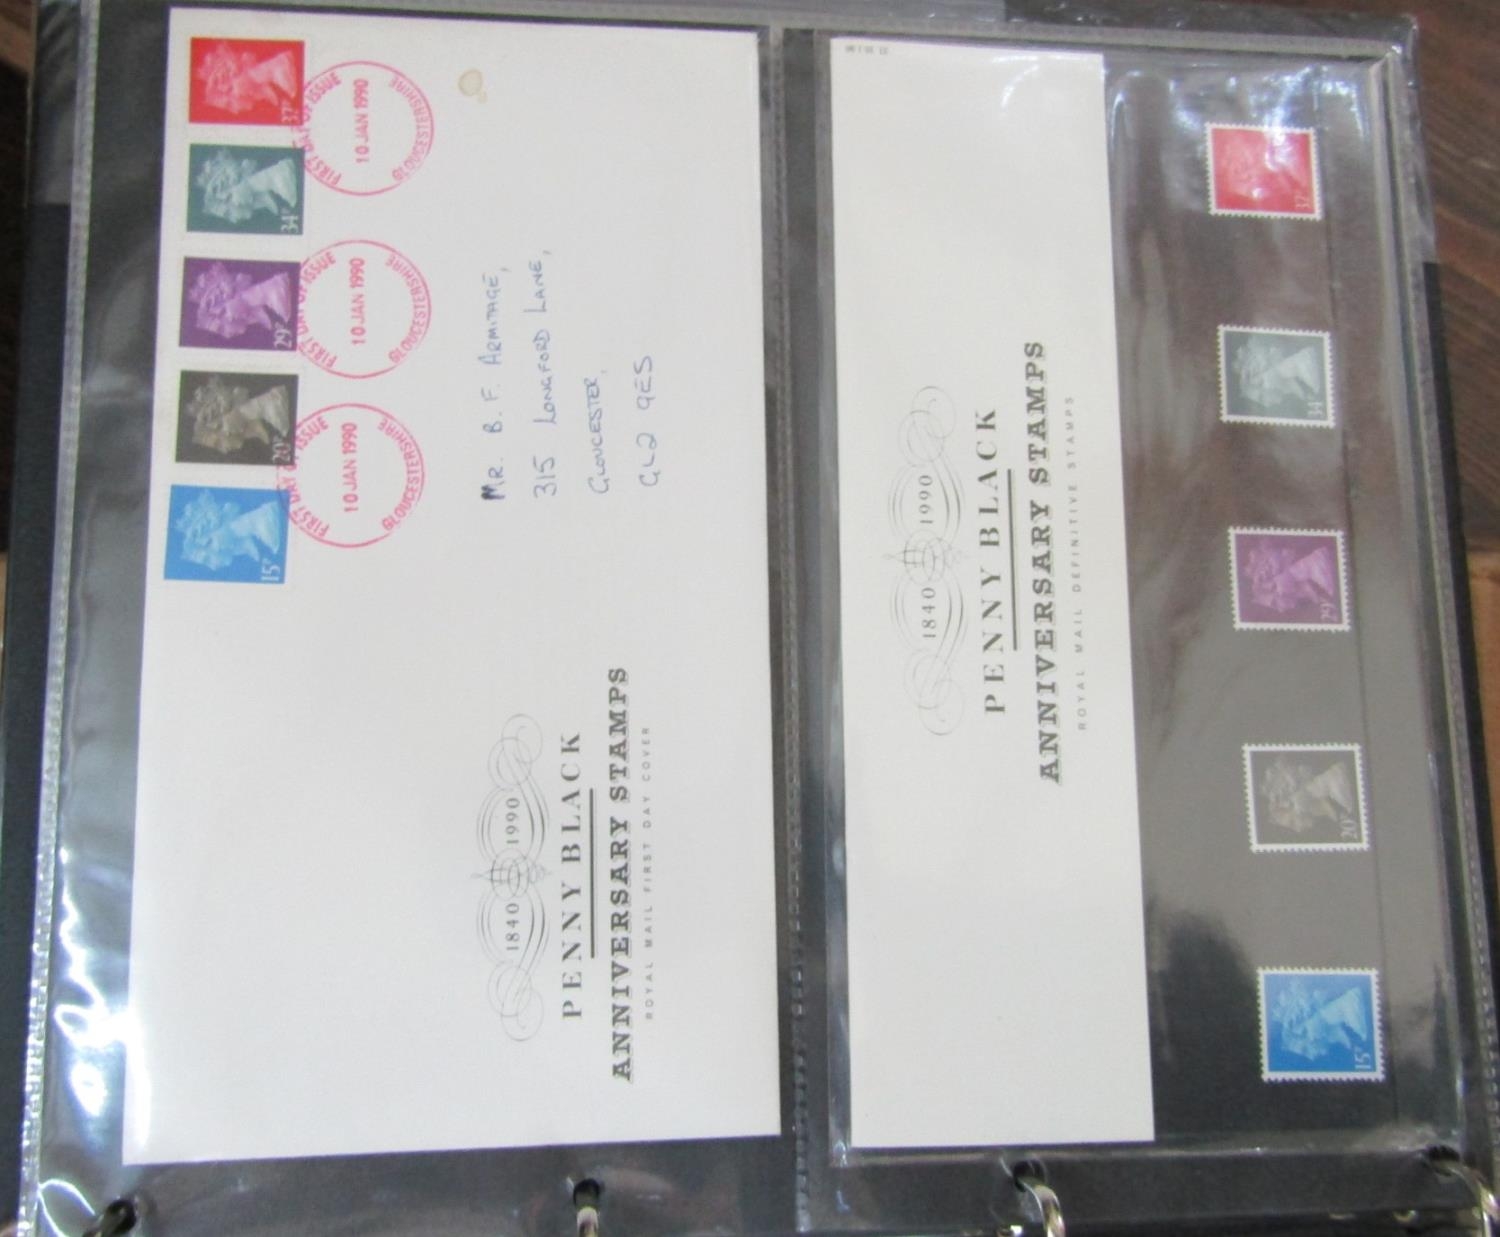 15P
20P
29P
34P
37P
FIRST DAY OF ISSUE
10 JAN 1990
GLOUCESTERSHIRE
FIRST DAY OF ISSUE
10 JAN 1990
GLOUCESTERSHIRE
FIRST DAY OF ISSUE
10 JAN 1990
GLOUCESTERSHIRE
MR. B. F. ARMITAGE,
315 LONGFORD LANE,
GLOUCESTER,
GL2 9ES
1840 1990
PENNY BLACK
ANNIVERSARY STAMPS
ROYAL MAIL FIRST DAY COVER
1840 1990
PENNY BLACK
ANNIVERSARY STAMPS
ROYAL MAIL DEFINITIVE STAMPS
15P
20P
29P
34P
37P